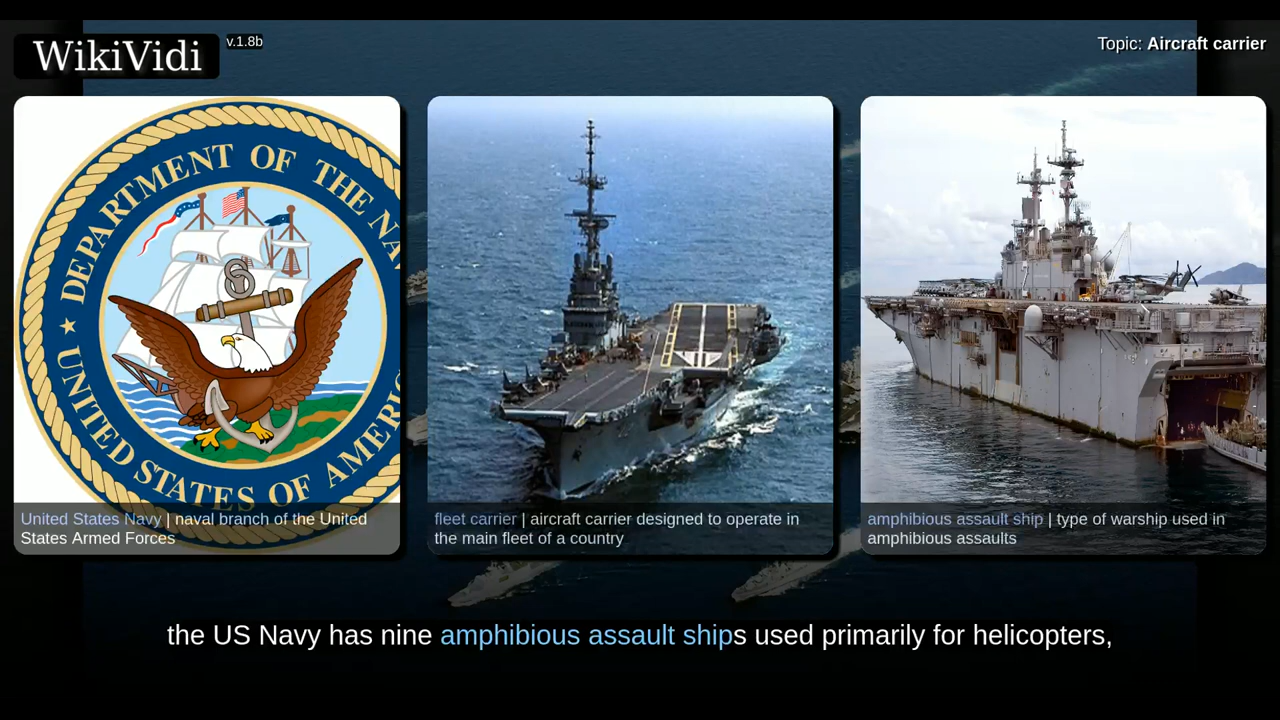 WikiVidi
v.1.8b
Topic: Aircraft carrier
UNITED STATES OF AMERI
★ DEPARTMENT OF THE NA
United States Navy | naval branch of the United
States Armed Forces
fleet carrier | aircraft carrier designed to operate in
the main fleet of a country
amphibious assault ship | type of warship used in
amphibious assaults
the US Navy has nine amphibious assault ships used primarily for helicopters,